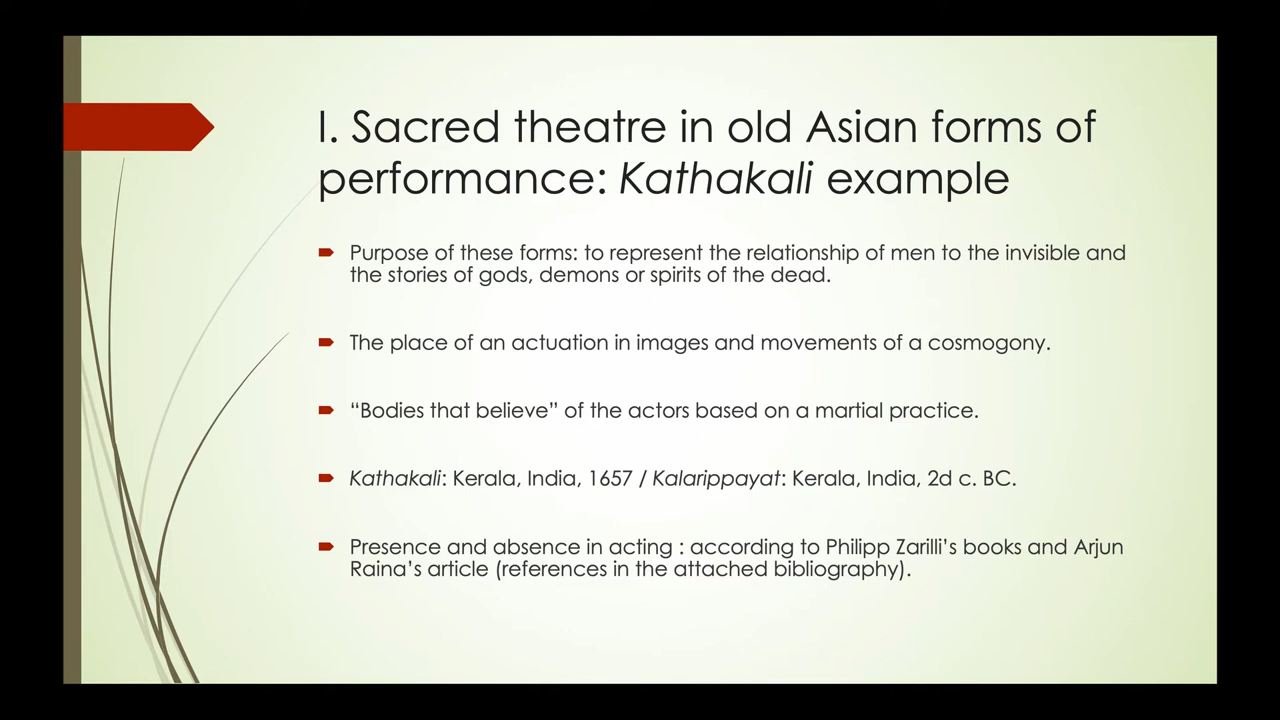 I. Sacred theatre in old Asian forms of
performance: Kathakali example
Purpose of these forms: to represent the relationship of men to the invisible and
the stories of gods, demons or spirits of the dead.
The place of an actuation in images and movements of a cosmogony.
“Bodies that believe” of the actors based on a martial practice.
Kathakali: Kerala, India, 1657 / Kalarippayat: Kerala, India, 2d c. BC.
Presence and absence in acting : according to Philipp Zarilli’s books and Arjun
Raina’s article (references in the attached bibliography).